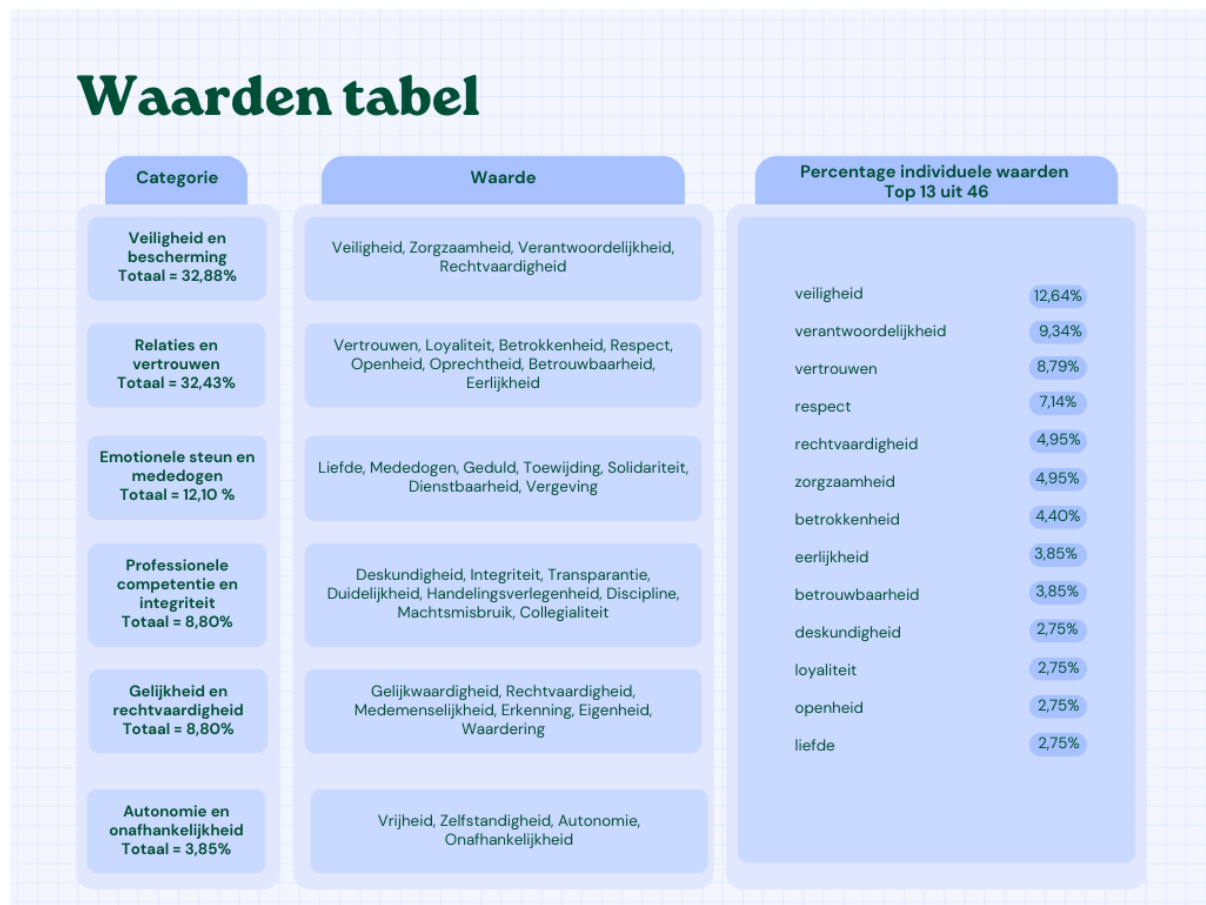 Waarden tabel
Categorie
Waarde
Percentage individuele waarden
Top 13 uit 46
Veiligheid en
bescherming
Totaal = 32,88%
Veiligheid, Zorgzaamheid, Verantwoordelijkheid,
Rechtvaardigheid
Relaties en
vertrouwen
Totaal = 32,43%
Vertrouwen, Loyaliteit, Betrokkenheid, Respect,
Openheid, Oprechtheid, Betrouwbaarheid,
Eerlijkheid
Emotionele steun en
mededogen
Totaal = 12,10 %
Liefde, Mededogen, Geduld, Toewijding, Solidariteit,
Dienstbaarheid, Vergeving
Professionele
competentie en
integriteit
Totaal = 8,80%
Deskundigheid, Integriteit, Transparantie,
Duidelijkheid, Handelingsverlegenheid, Discipline,
Machtsmisbruik, Collegialiteit
Gelijkheid en
rechtvaardigheid
Totaal = 8,80%
Gelijkwaardigheid, Rechtvaardigheid,
Medemenselijkheid, Erkenning, Eigenheid,
Waardering
Autonomie en
onafhankelijkheid
Totaal = 3,85%
Vrijheid, Zelfstandigheid, Autonomie,
Onafhankelijkheid
veiligheid 12,64%
verantwoordelijkheid 9,34%
vertrouwen 8,79%
respect 7,14%
rechtvaardigheid 4,95%
zorgzaamheid 4,95%
betrokkenheid 4,40%
eerlijkheid 3,85%
betrouwbaarheid 3,85%
deskundigheid 2,75%
loyaliteit 2,75%
openheid 2,75%
liefde 2,75%